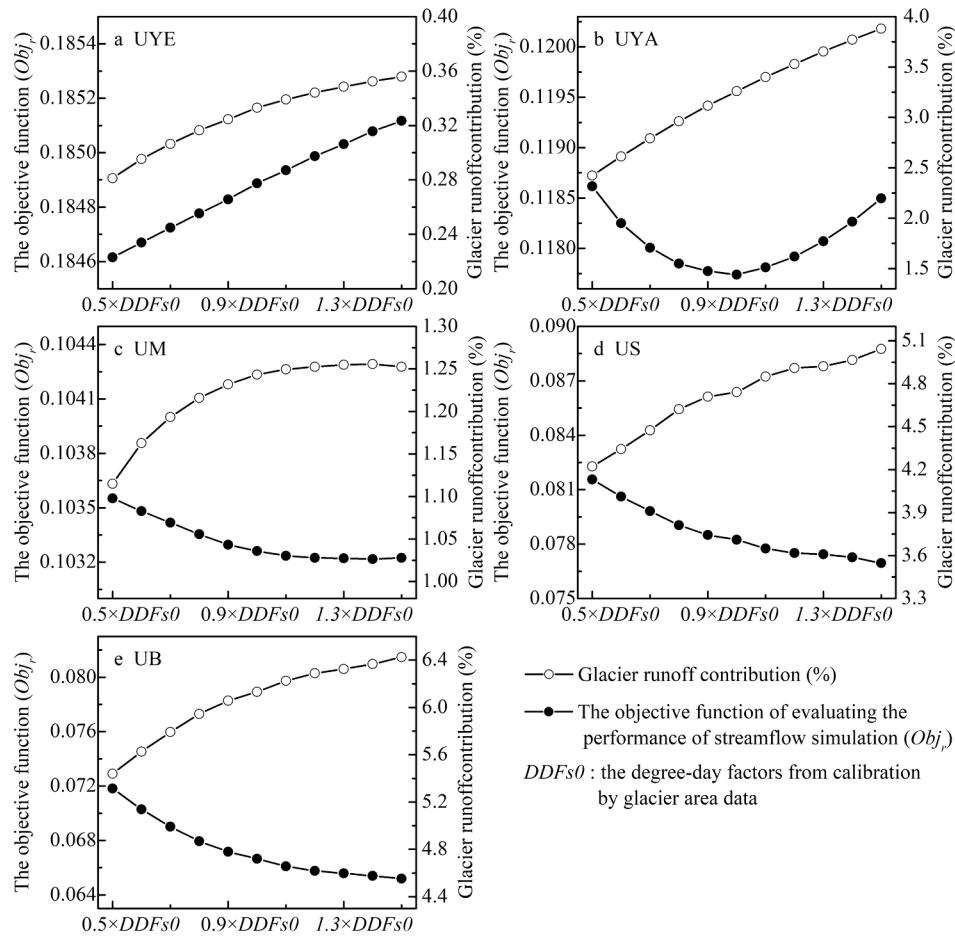 a UYE
The objective function (Obj_r)
0.1854
0.1852
0.1850
0.1848
0.1846
0.40
0.36
0.32
0.28
0.24
0.20
Glacier runoffcontribution (%)
0.5×DDFs0 0.9×DDFs0 1.3×DDFs0
b UYA
The objective function (Obj_r)
0.1200
0.1195
0.1190
0.1185
0.1180
4.0
3.5
3.0
2.5
2.0
1.5
Glacier runoffcontribution (%)
0.5×DDFs0 0.9×DDFs0 1.3×DDFs0
c UM
The objective function (Obj_r)
0.1044
0.1041
0.1038
0.1035
0.1032
1.30
1.25
1.20
1.15
1.10
1.05
1.00
Glacier runoffcontribution (%)
0.5×DDFs0 0.9×DDFs0 1.3×DDFs0
d US
The objective function (Obj_r)
0.090
0.087
0.084
0.081
0.078
0.075
5.1
4.8
4.5
4.2
3.9
3.6
3.3
Glacier runoffcontribution (%)
0.5×DDFs0 0.9×DDFs0 1.3×DDFs0
e UB
The objective function (Obj_r)
0.080
0.076
0.072
0.068
0.064
6.4
6.0
5.6
5.2
4.8
4.4
Glacier runoffcontribution (%)
0.5×DDFs0 0.9×DDFs0 1.3×DDFs0
Glacier runoff contribution (%)
The objective function of evaluating the
performance of streamflow simulation (Obj_r)
DDFs0 : the degree-day factors from calibration
by glacier area data